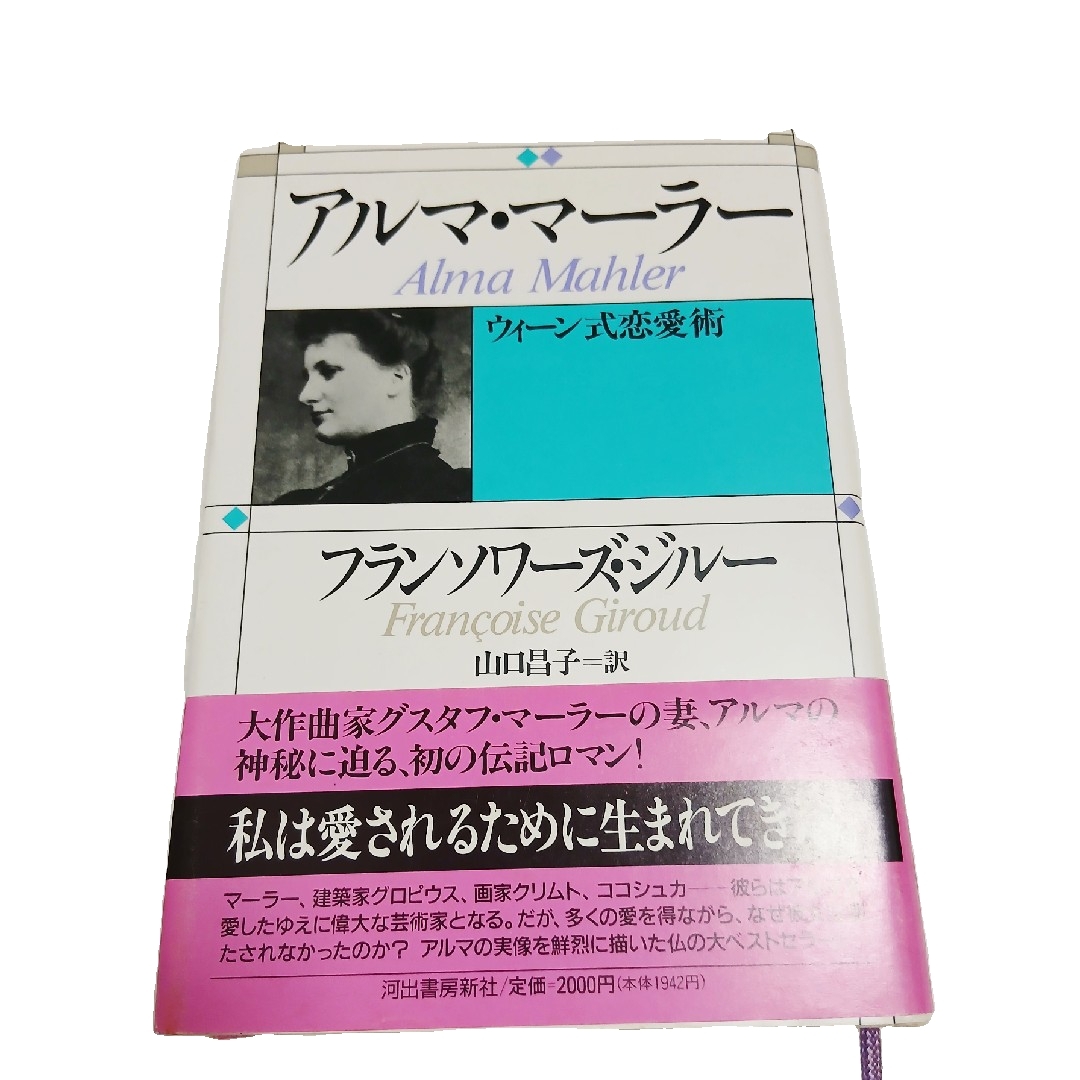 アルマ・マーラー
Alma Mahler
ウィーン式恋愛術
フランソワーズ・ジルー
Françoise Giroud
山口昌子=訳
大作曲家グスタフ・マーラーの妻、アルマの
神秘に迫る、初の伝記ロマン!
私は愛されるために生まれてき
マーラー、建築家グロピウス、画家クリムト、ココシュカ――彼らは
愛したゆえに偉大な芸術家となる。だが、多くの愛を得ながら、なぜ
たされなかったのか? アルマの実像を鮮烈に描いた仏の大ベストセラー
河出書房新社/定価=2000円(本体1942円)